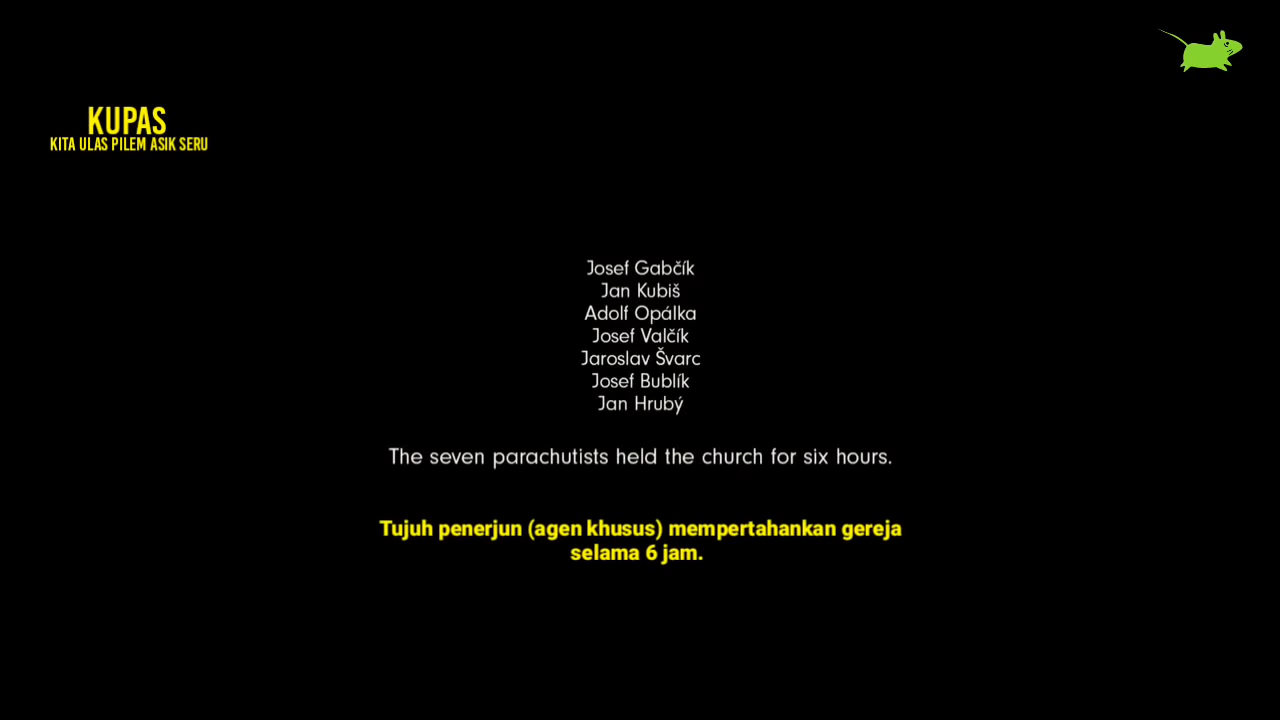 KUPAS
KITA ULAS PILEM ASIK SERU
Josef Gabčík
Jan Kubiš
Adolf Opálka
Josef Valčík
Jaroslav Švarc
Josef Bublík
Jan Hrubý
The seven parachutists held the church for six hours.
Tujuh penerjun (agen khusus) mempertahankan gereja
selama 6 jam.